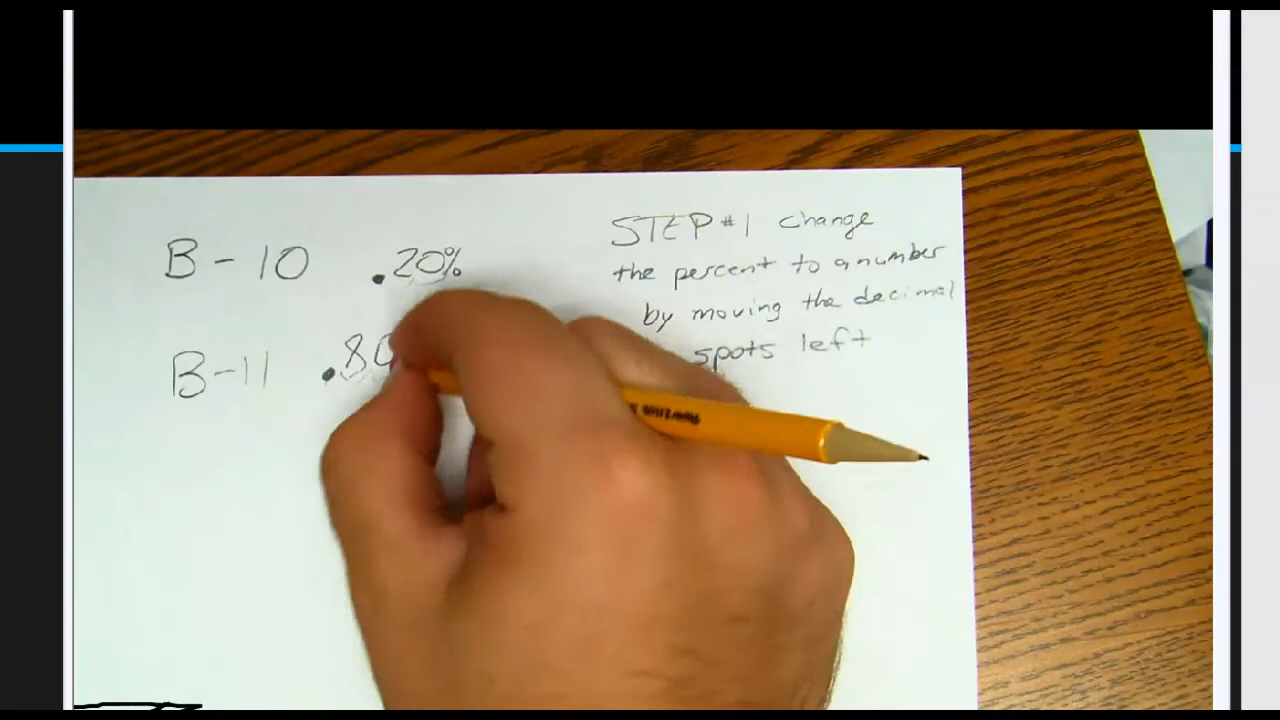 B-10 .20%
B-11 .80
STEP #1 change
the percent to a number
by moving the decimal
spots left